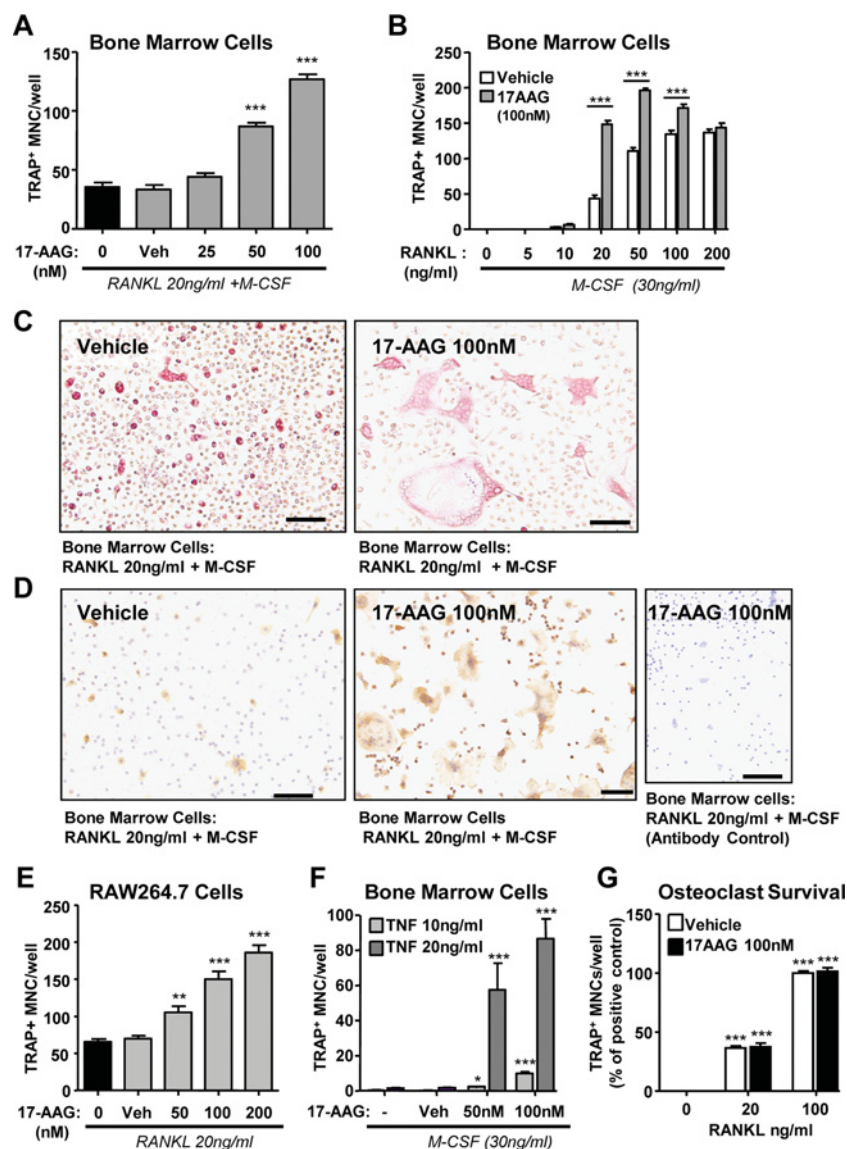 A
Bone Marrow Cells
TRAP⁺ MNC/well
150
100
50
0
***
***
17-AAG: 0 Veh 25 50 100
(nM)
RANKL 20ng/ml +M-CSF
B
Bone Marrow Cells
TRAP+ MNC/well
250
200
150
100
50
0
Vehicle
17AAG
(100nM)
***
***
***
RANKL : 0 5 10 20 50 100 200
(ng/ml)
M-CSF (30ng/ml)
C
Vehicle
17-AAG 100nM
Bone Marrow Cells:
RANKL 20ng/ml + M-CSF
Bone Marrow Cells:
RANKL 20ng/ml + M-CSF
D
Vehicle
17-AAG 100nM
17-AAG 100nM
Bone Marrow Cells:
RANKL 20ng/ml + M-CSF
Bone Marrow Cells
RANKL 20ng/ml + M-CSF
Bone Marrow cells:
RANKL 20ng/ml + M-CSF
(Antibody Control)
E
RAW264.7 Cells
TRAP+ MNC/well
250
200
150
100
50
0
**
***
***
17-AAG: 0 Veh 50 100 200
(nM)
RANKL 20ng/ml
F
Bone Marrow Cells
TRAP⁺ MNC/well
100
80
60
40
20
0
TNF 10ng/ml
TNF 20ng/ml
*
***
***
***
17-AAG: - Veh 50nM 100nM
M-CSF (30ng/ml)
G
Osteoclast Survival
TRAP⁺ MNCs/well
(% of positive control)
150
100
50
0
Vehicle
17AAG 100nM
*** ***
*** ***
0 20 100
RANKL ng/ml